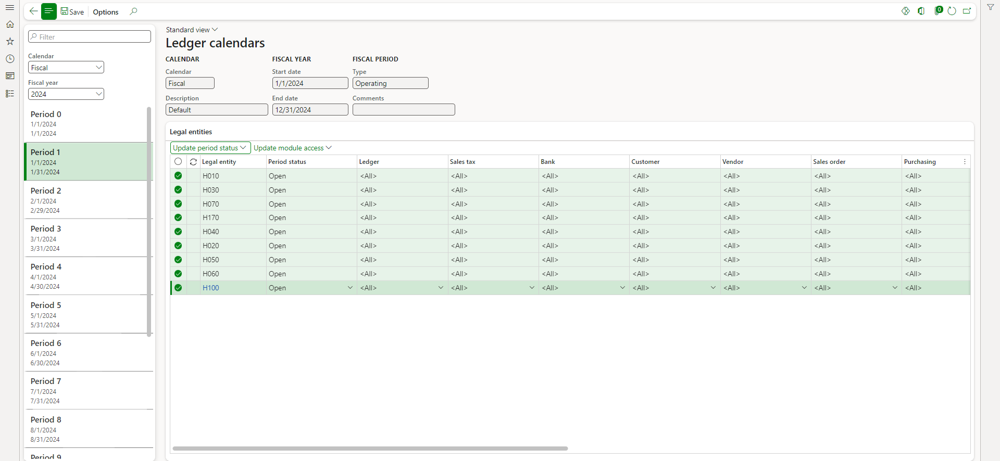 Save
Options
0
Filter
Calendar
Fiscal
Fiscal year
2024
Period 0
1/1/2024
1/1/2024
Period 1
1/1/2024
1/31/2024
Period 2
2/1/2024
2/29/2024
Period 3
3/1/2024
3/31/2024
Period 4
4/1/2024
4/30/2024
Period 5
5/1/2024
5/31/2024
Period 6
6/1/2024
6/30/2024
Period 7
7/1/2024
7/31/2024
Period 8
8/1/2024
8/31/2024
Period 9
Standard view
Ledger calendars
CALENDAR FISCAL YEAR FISCAL PERIOD
Calendar Start date Type
Fiscal 1/1/2024 Operating
Description End date Comments
Default 12/31/2024
Legal entities
Update period status Update module access
Legal entity Period status Ledger Sales tax Bank Customer Vendor Sales order Purchasing
H010 Open <All> <All> <All> <All> <All> <All> <All>
H030 Open <All> <All> <All> <All> <All> <All> <All>
H070 Open <All> <All> <All> <All> <All> <All> <All>
H170 Open <All> <All> <All> <All> <All> <All> <All>
H040 Open <All> <All> <All> <All> <All> <All> <All>
H020 Open <All> <All> <All> <All> <All> <All> <All>
H050 Open <All> <All> <All> <All> <All> <All> <All>
H060 Open <All> <All> <All> <All> <All> <All> <All>
H100 Open <All> <All> <All> <All> <All> <All> <All>